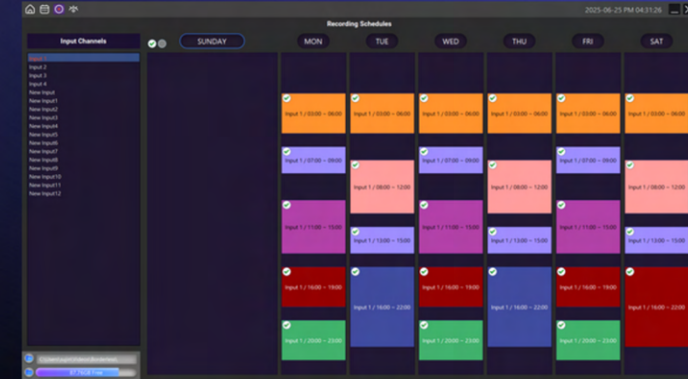 2025-06-25 PM 04:31:26
Recording Schedules
Input Channels
SUNDAY MON TUE WED THU FRI SAT
Input 1
Input 2
Input 3
Input 4
New Input
New Input1
New Input2
New Input3
New Input4
New Input5
New Input6
New Input7
New Input8
New Input9
New Input10
New Input11
New Input12
Input 1 / 03:00 ~ 06:00 Input 1 / 03:00 ~ 06:00 Input 1 / 03:00 ~ 06:00 Input 1 / 03:00 ~ 06:00 Input 1 / 03:00 ~ 06:00 Input 1 / 03:00 ~ 06:00
Input 1 / 07:00 ~ 09:00 Input 1 / 07:00 ~ 09:00 Input 1 / 07:00 ~ 09:00
Input 1 / 08:00 ~ 12:00 Input 1 / 08:00 ~ 12:00 Input 1 / 08:00 ~ 12:00
Input 1 / 11:00 ~ 15:00 Input 1 / 11:00 ~ 15:00 Input 1 / 11:00 ~ 15:00
Input 1 / 13:00 ~ 15:00 Input 1 / 13:00 ~ 15:00 Input 1 / 13:00 ~ 15:00
Input 1 / 16:00 ~ 19:00 Input 1 / 16:00 ~ 19:00 Input 1 / 16:00 ~ 19:00
Input 1 / 16:00 ~ 22:00 Input 1 / 16:00 ~ 22:00 Input 1 / 16:00 ~ 22:00
Input 1 / 20:00 ~ 23:00 Input 1 / 20:00 ~ 23:00 Input 1 / 20:00 ~ 23:00
Free